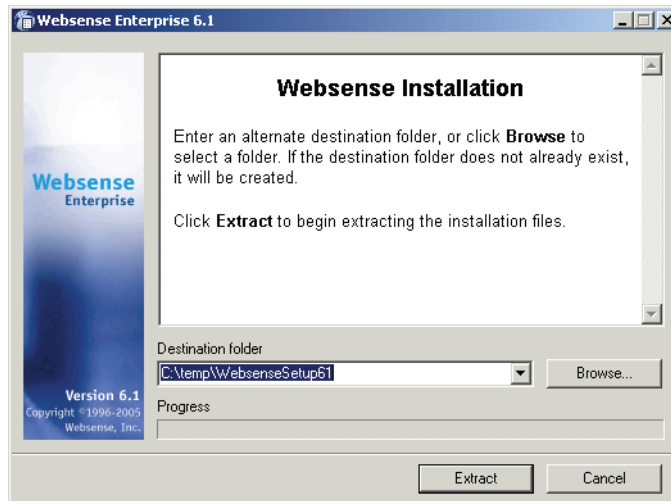 Websense Enterprise 6.1
Websense Installation
Enter an alternate destination folder, or click Browse to
select a folder. If the destination folder does not already exist,
it will be created.
Click Extract to begin extracting the installation files.
Websense
Enterprise
Version 6.1
Copyright ©1996-2005
Websense, Inc.
Destination folder
C:\temp\WebsenseSetup61
Browse...
Progress
Extract
Cancel